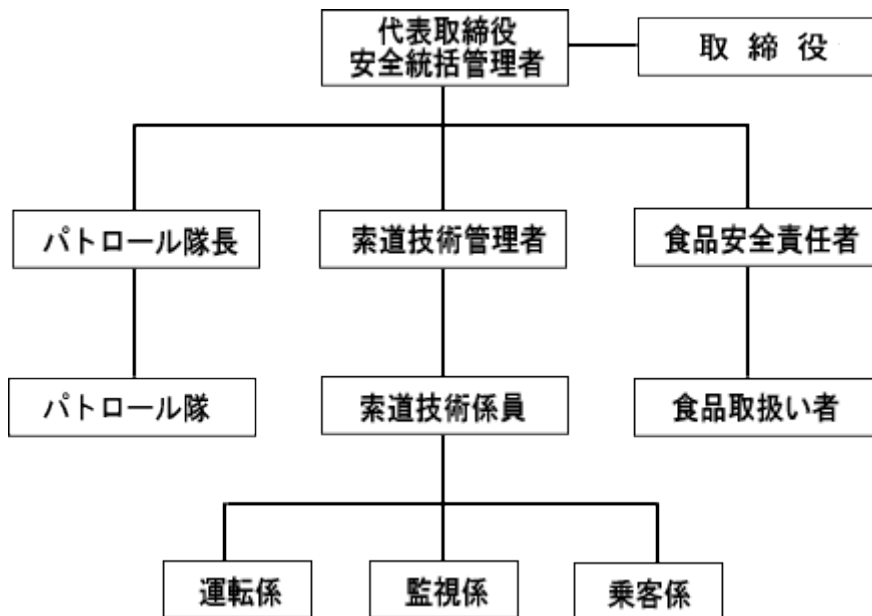 代表取締役
安全統括管理者
取締役
パトロール隊長
索道技術管理者
食品安全責任者
パトロール隊
索道技術係員
食品取扱い者
運転係
監視係
乗客係